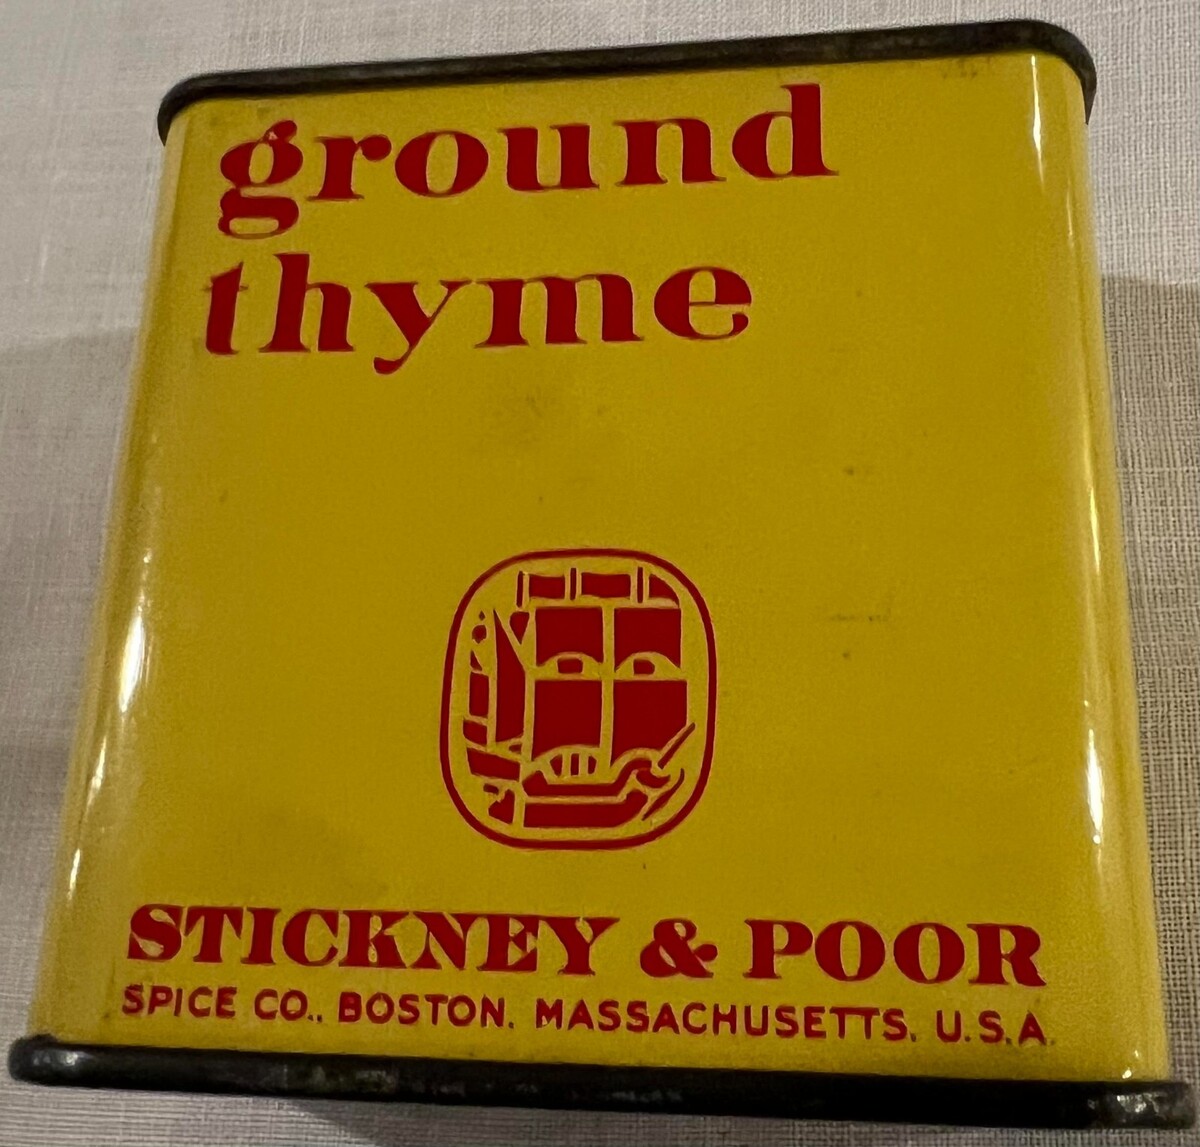 ground
thyme
STICKNEY & POOR
SPICE CO., BOSTON, MASSACHUSETTS, U.S.A.